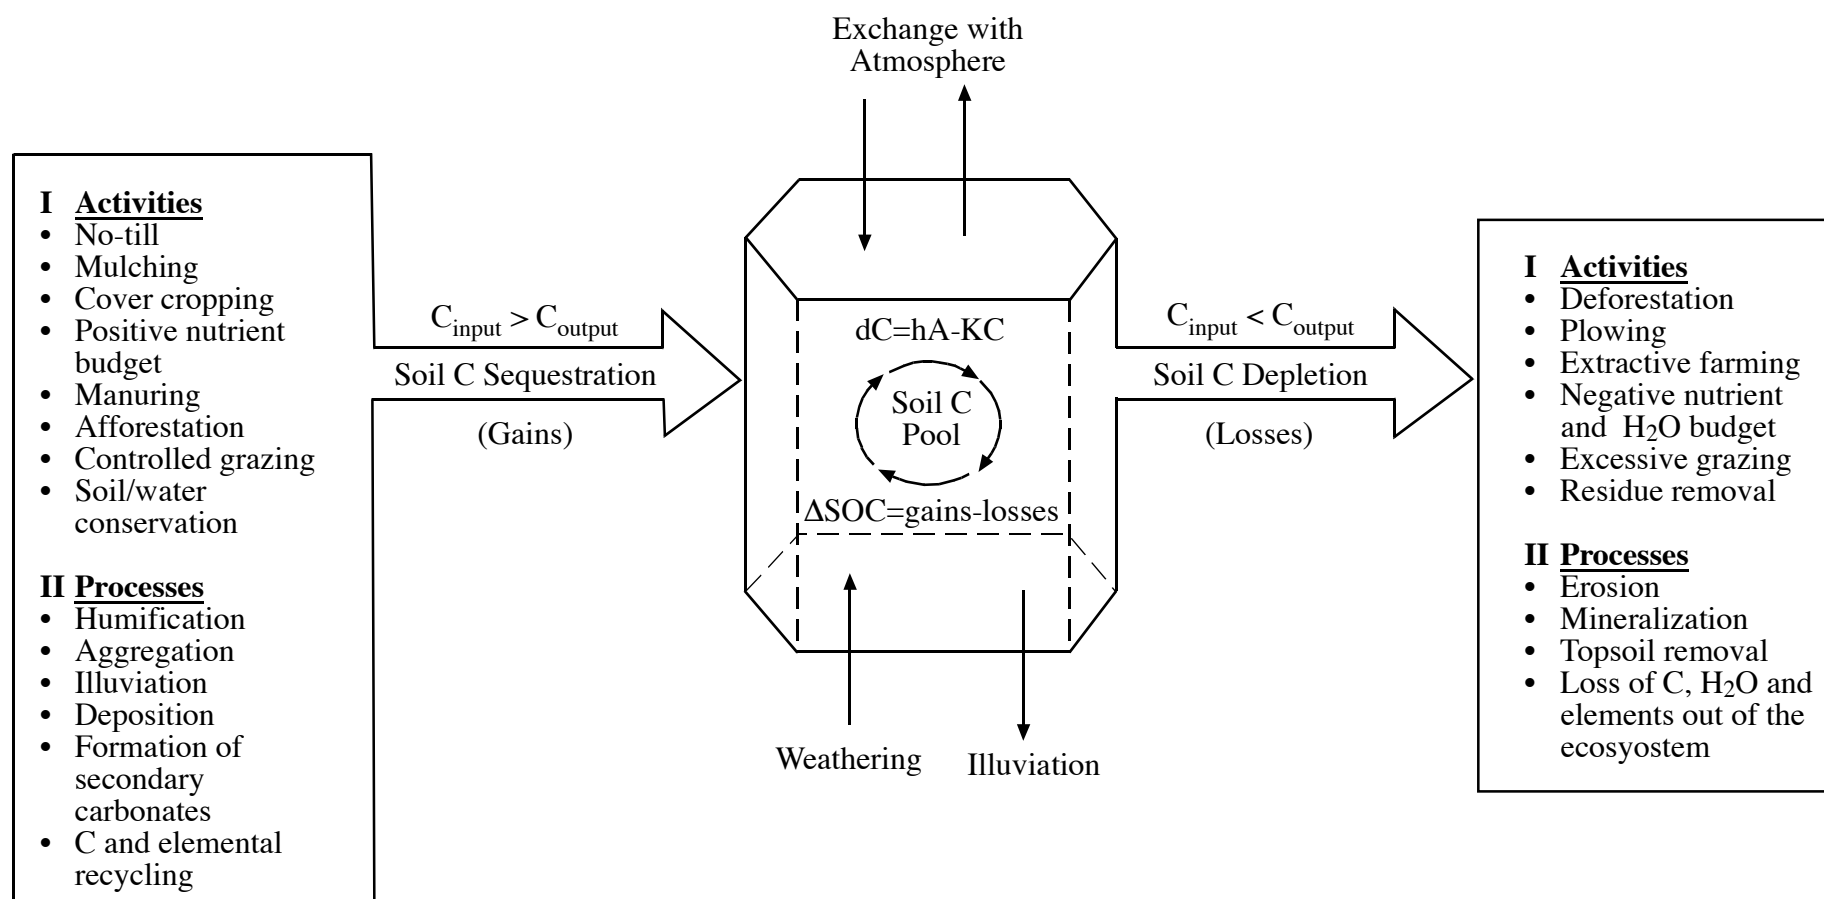 Exchange with
Atmosphere
I Activities
• No-till
• Mulching
• Cover cropping
• Positive nutrient
budget
• Manuring
• Afforestation
• Controlled grazing
• Soil/water
conservation
II Processes
• Humification
• Aggregation
• Illuviation
• Deposition
• Formation of
secondary
carbonates
• C and elemental
recycling
C_input > C_output
Soil C Sequestration
(Gains)
dC=hA-KC
Soil C
Pool
ΔSOC=gains-losses
Weathering
Illuviation
C_input < C_output
Soil C Depletion
(Losses)
I Activities
• Deforestation
• Plowing
• Extractive farming
• Negative nutrient
and H₂O budget
• Excessive grazing
• Residue removal
II Processes
• Erosion
• Mineralization
• Topsoil removal
• Loss of C, H₂O and
elements out of the
ecosyostem